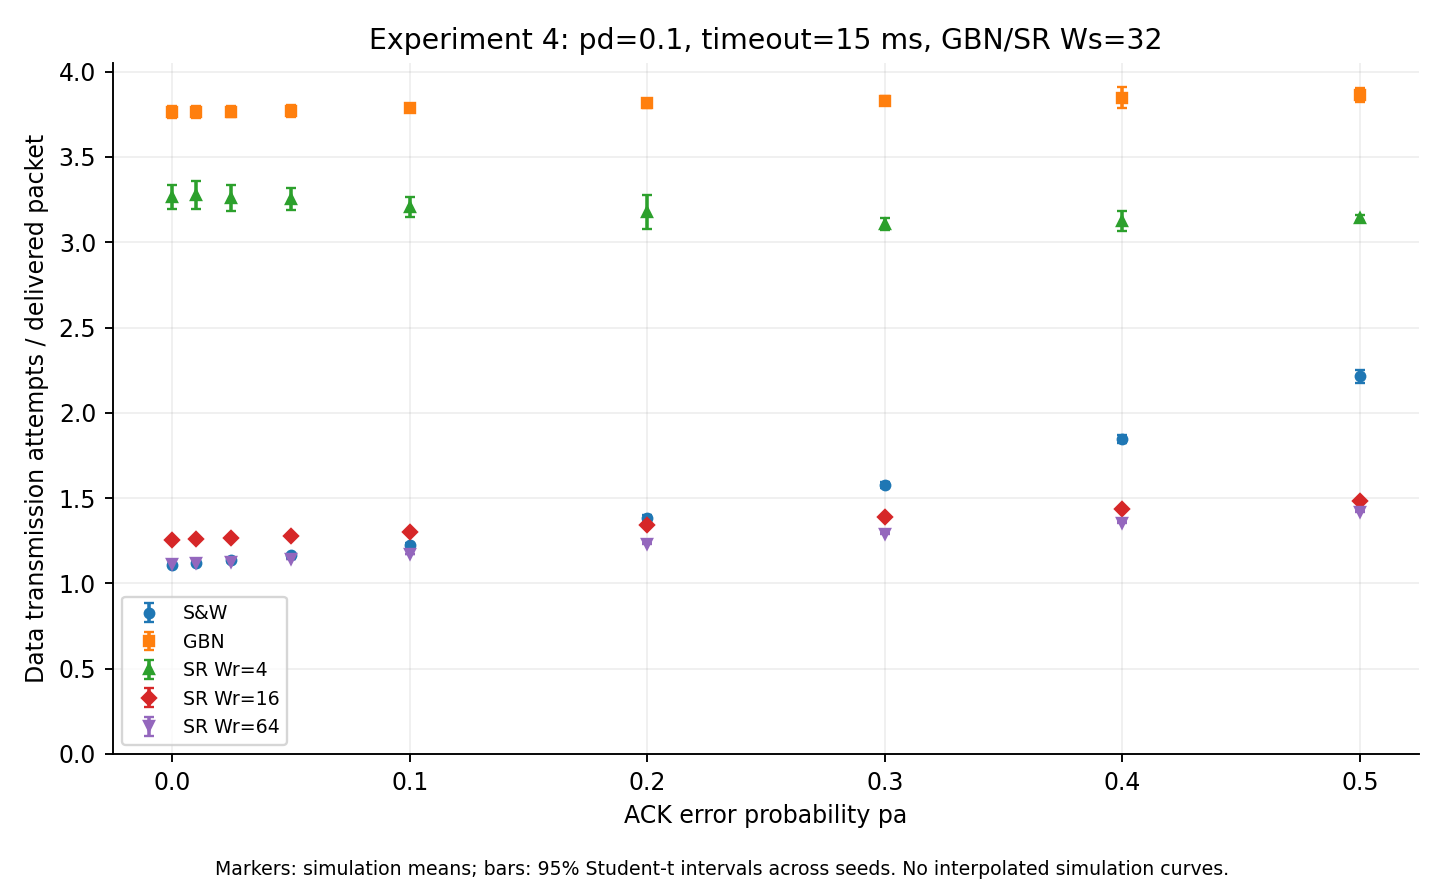 Experiment 4: pd=0.1, timeout=15 ms, GBN/SR Ws=32
Data transmission attempts / delivered packet
4.0
3.5
3.0
2.5
2.0
1.5
1.0
0.5
0.0
S&W
GBN
SR Wr=4
SR Wr=16
SR Wr=64
0.0 0.1 0.2 0.3 0.4 0.5
ACK error probability pa
Markers: simulation means; bars: 95% Student-t intervals across seeds. No interpolated simulation curves.